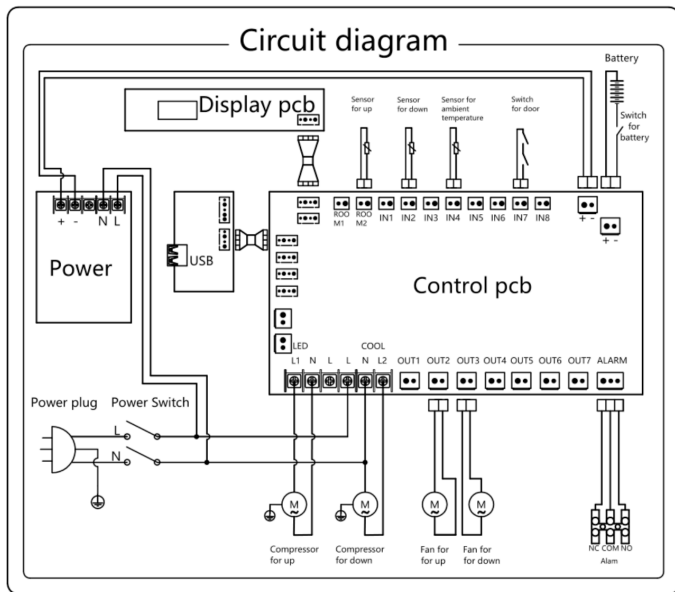 Circuit diagram
Battery
Display pcb
Sensor
for up
Sensor
for down
Sensor for
ambient
temperature
Switch
for door
Switch
for
battery
+ - N L
Power
USB
ROO
M1
ROO
M2
IN1 IN2 IN3 IN4 IN5 IN6 IN7 IN8
+ -
+ -
Control pcb
LED
COOL
L1 N L L N L2
OUT1 OUT2 OUT3 OUT4 OUT5 OUT6 OUT7 ALARM
Power plug
Power Switch
L
N
M
~
M
~
M
~
M
~
Compressor
for up
Compressor
for down
Fan for
for up
Fan for
for down
NC COM NO
Alam